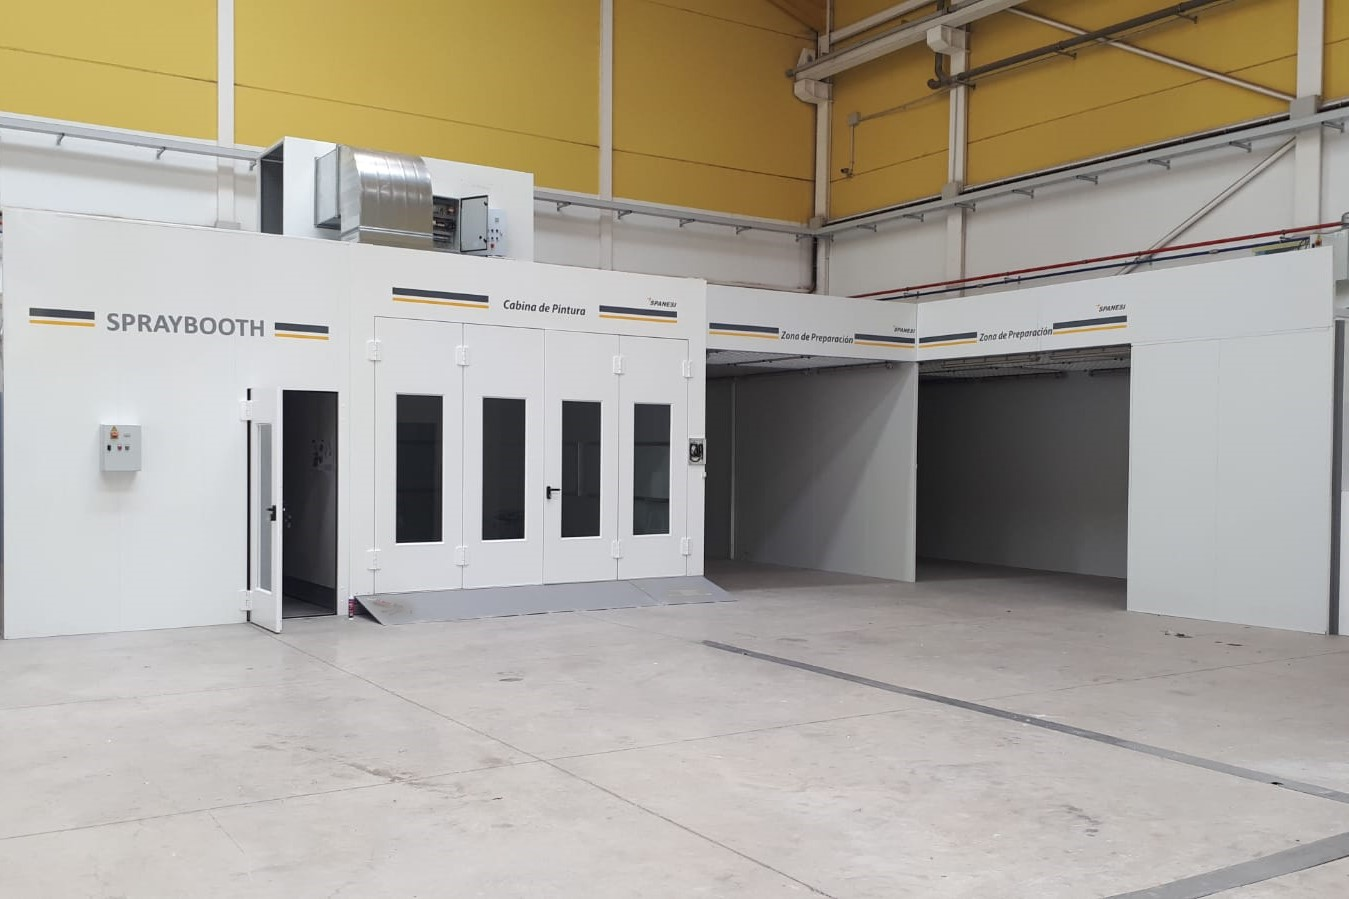 SPRAYBOOTH
Cabina de Pintura
SPANESI
Zona de Preparación
SPANESI
Zona de Preparación
SPANESI